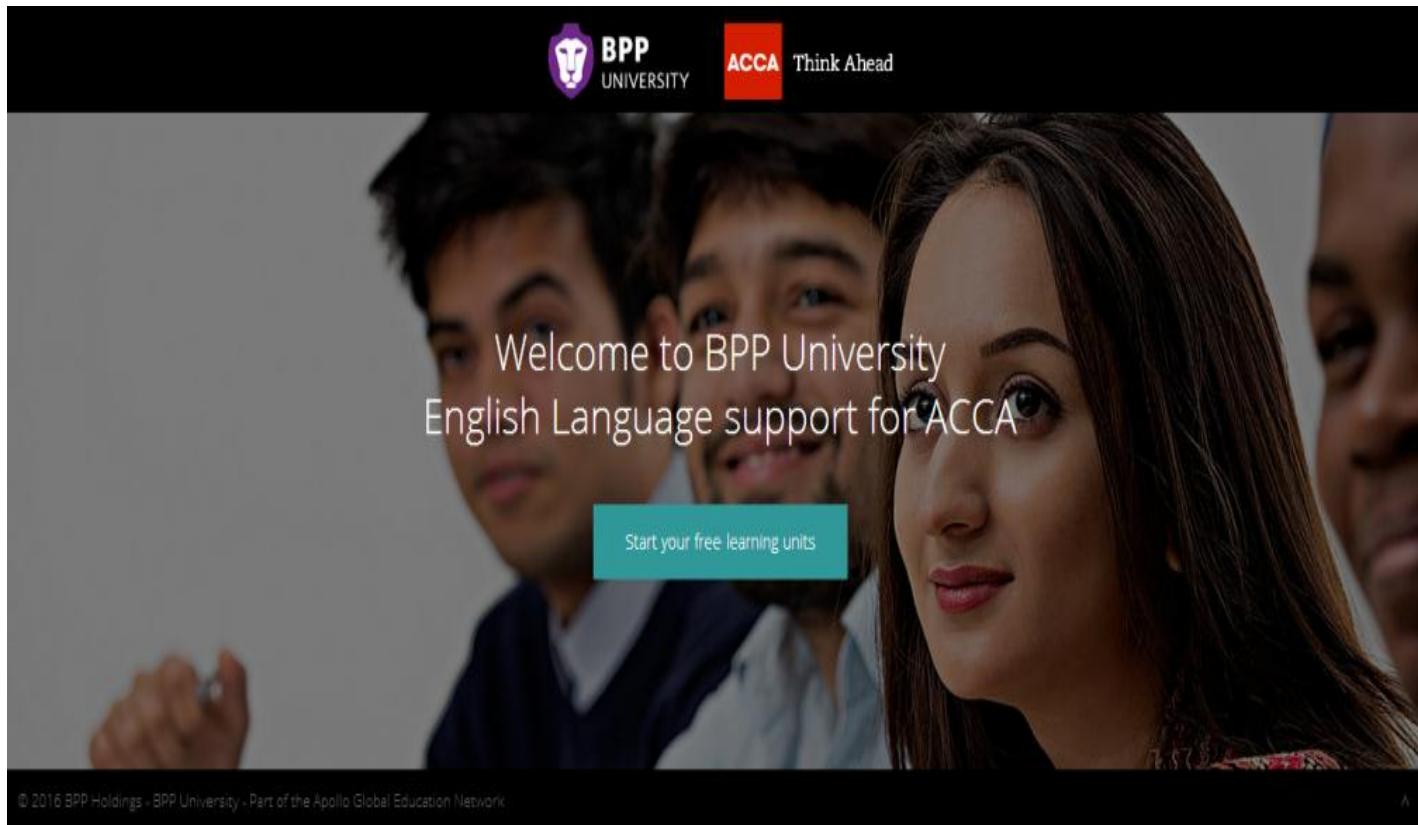 BPP
UNIVERSITY
ACCA Think Ahead
Welcome to BPP University
English Language support for ACCA
Start your free learning units
© 2016 BPP Holdings - BPP University - Part of the Apollo Global Education Network